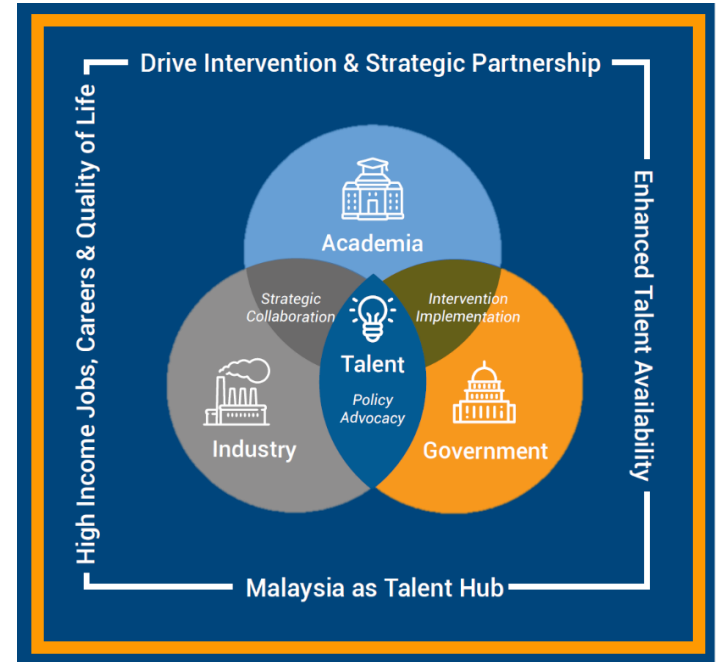 Drive Intervention & Strategic Partnership
High Income Jobs, Careers & Quality of Life
Enhanced Talent Availability
Academia
Strategic
Collaboration
Intervention
Implementation
Talent
Policy
Advocacy
Industry
Government
Malaysia as Talent Hub